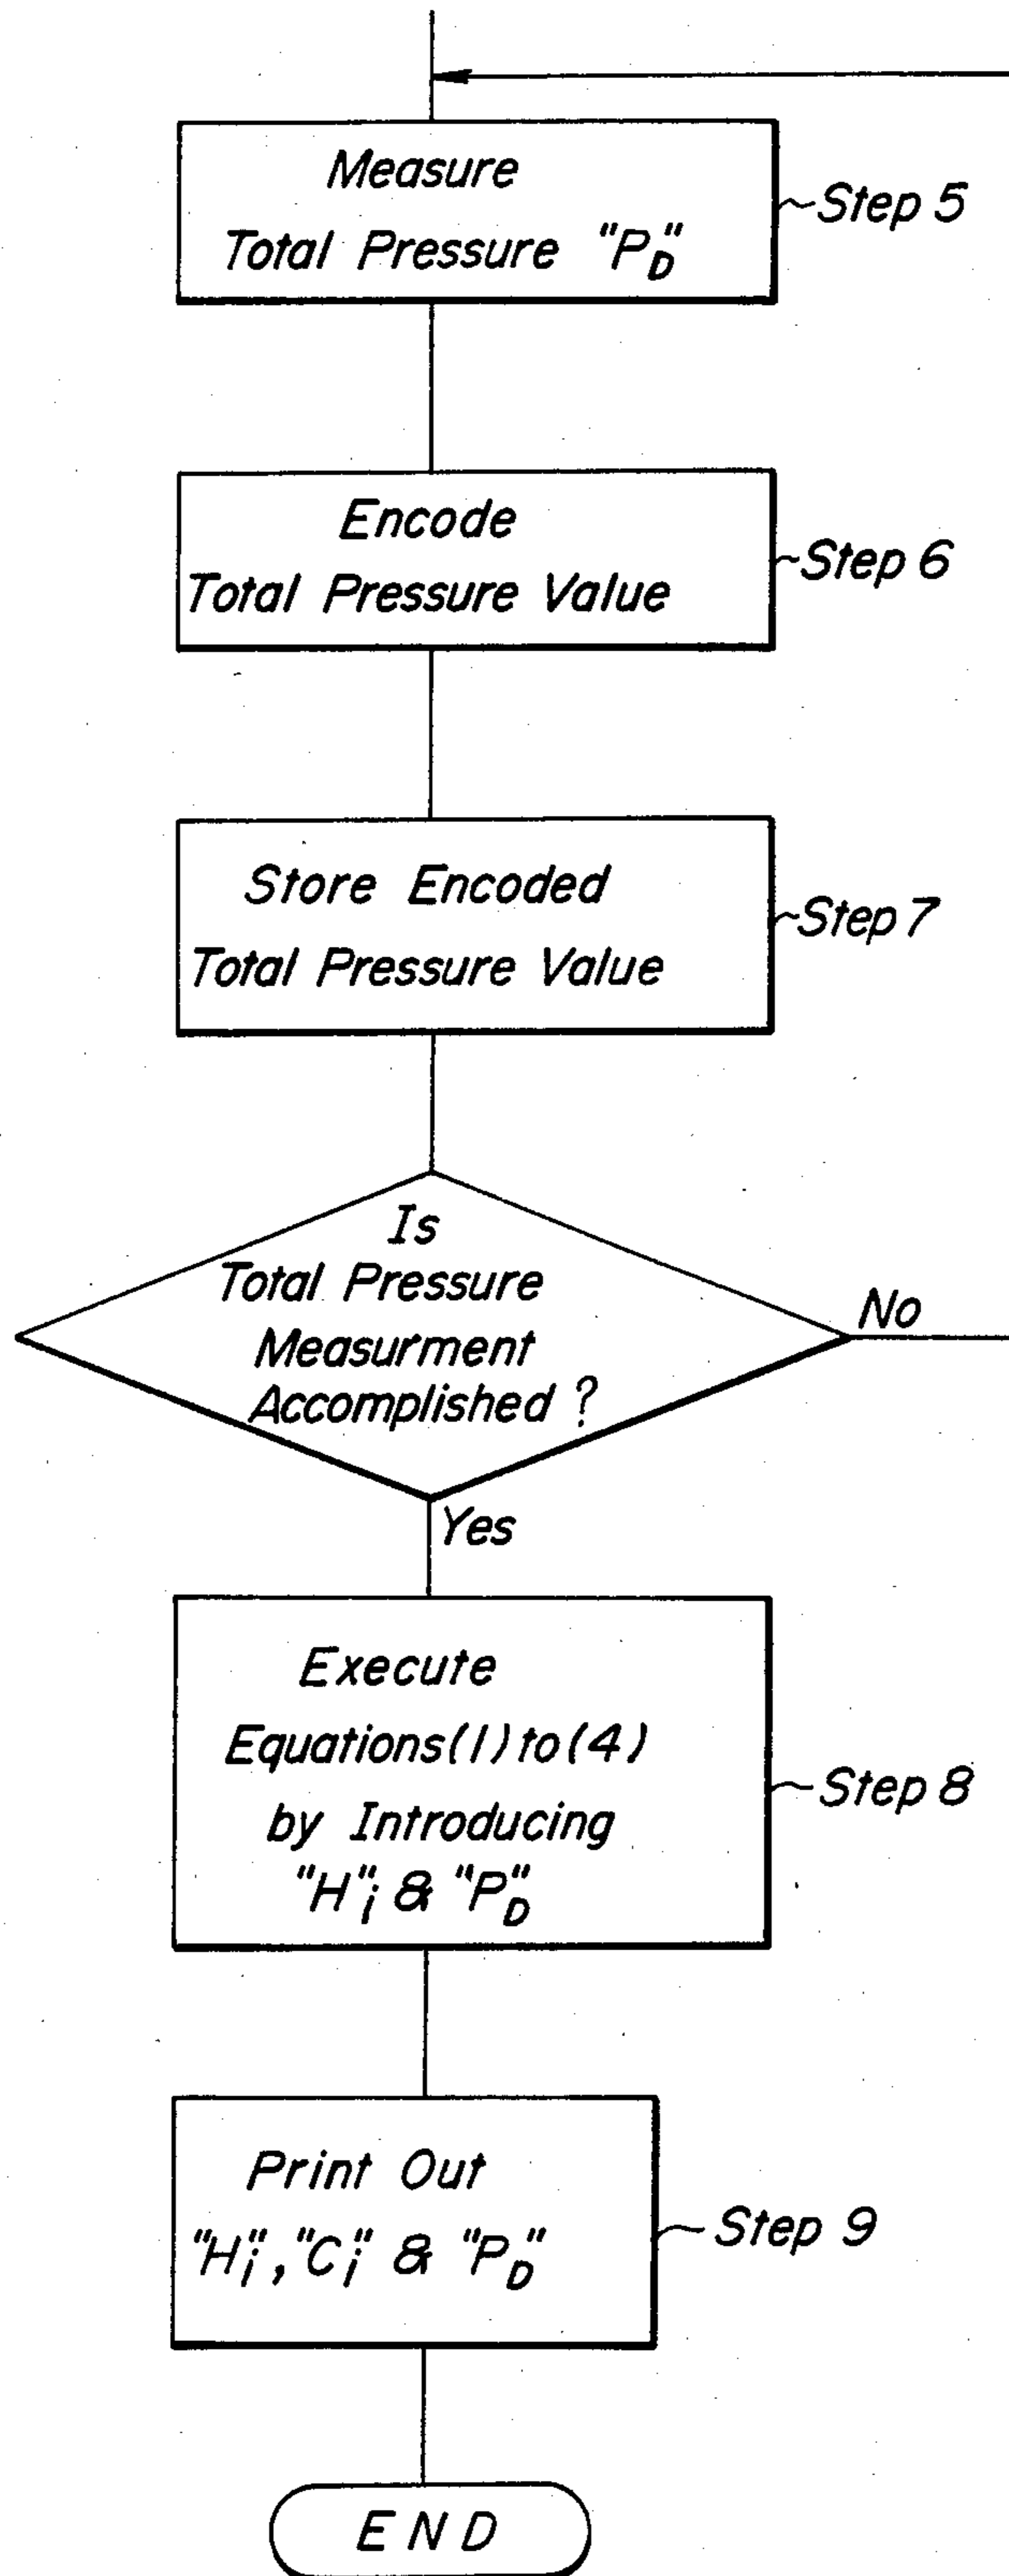 Measure
Total Pressure "P_D"
Step 5
Encode
Total Pressure Value
Step 6
Store Encoded
Total Pressure Value
Step 7
Is
Total Pressure
Measurment
Accomplished ?
No
Yes
Execute
Equations(1) to (4)
by Introducing
"H"i & "P_D"
Step 8
Print Out
"H_i", "C_i" & "P_D"
Step 9
END